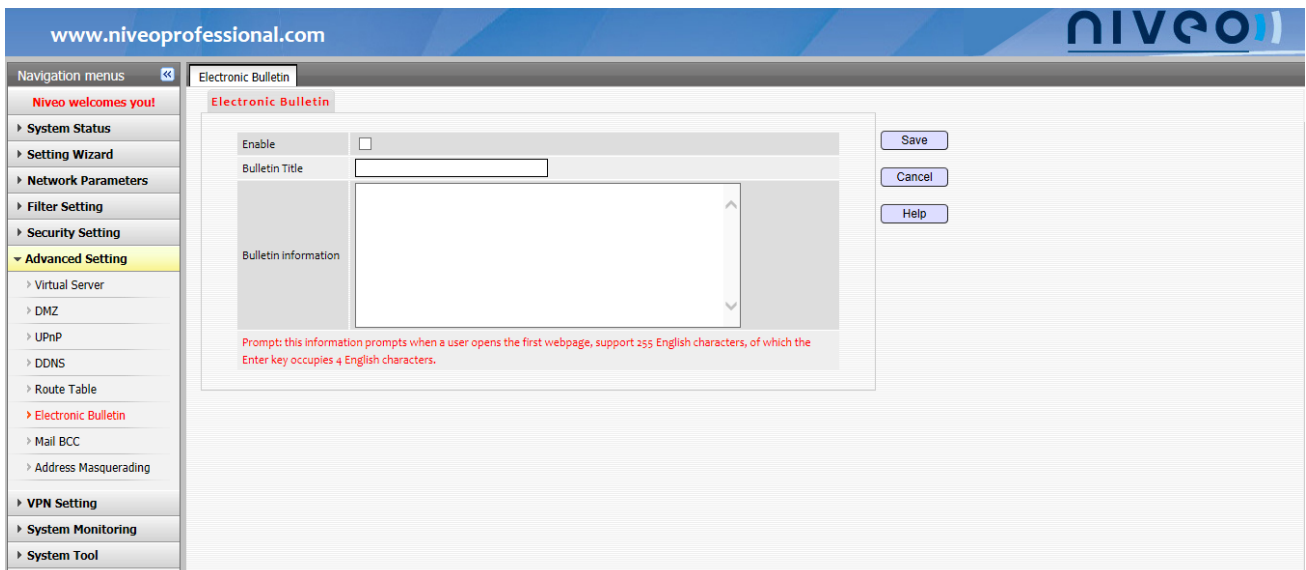 www.niveoprofessional.com
niveo
Navigation menus
Electronic Bulletin
Niveo welcomes you!
System Status
Setting Wizard
Network Parameters
Filter Setting
Security Setting
Advanced Setting
Virtual Server
DMZ
UPnP
DDNS
Route Table
Electronic Bulletin
Mail BCC
Address Masquerading
VPN Setting
System Monitoring
System Tool
Electronic Bulletin
Enable
Bulletin Title
Bulletin information
Prompt: this information prompts when a user opens the first webpage, support 255 English characters, of which the
Enter key occupies 4 English characters.
Save
Cancel
Help